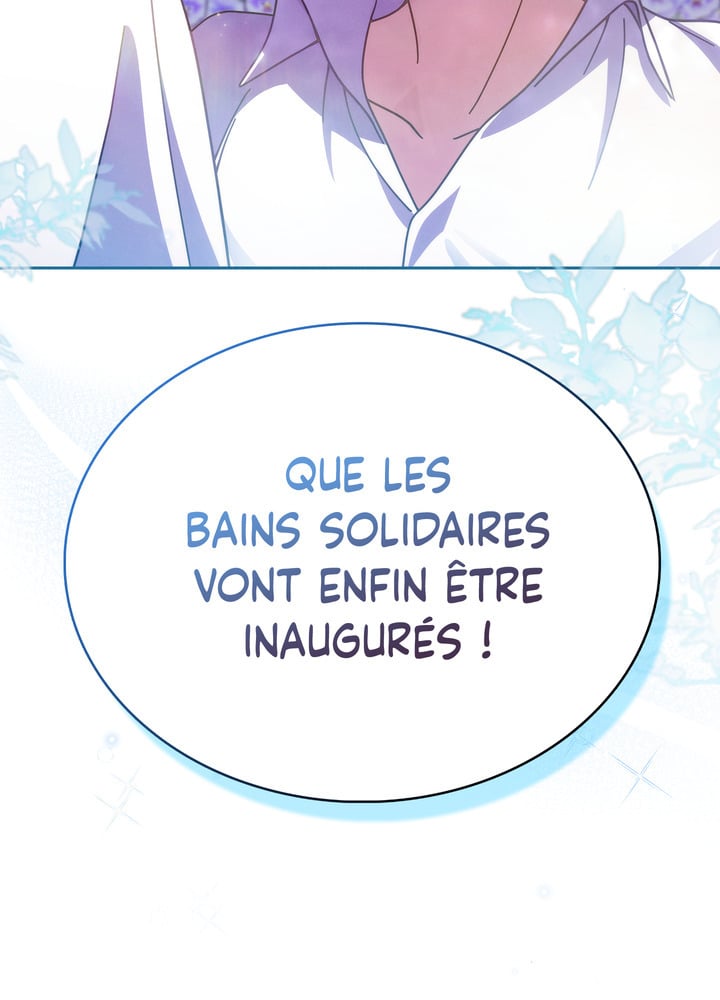 QUE LES
BAINS SOLIDAIRES
VONT ENFIN ÊTRE
INAUGURÉS !